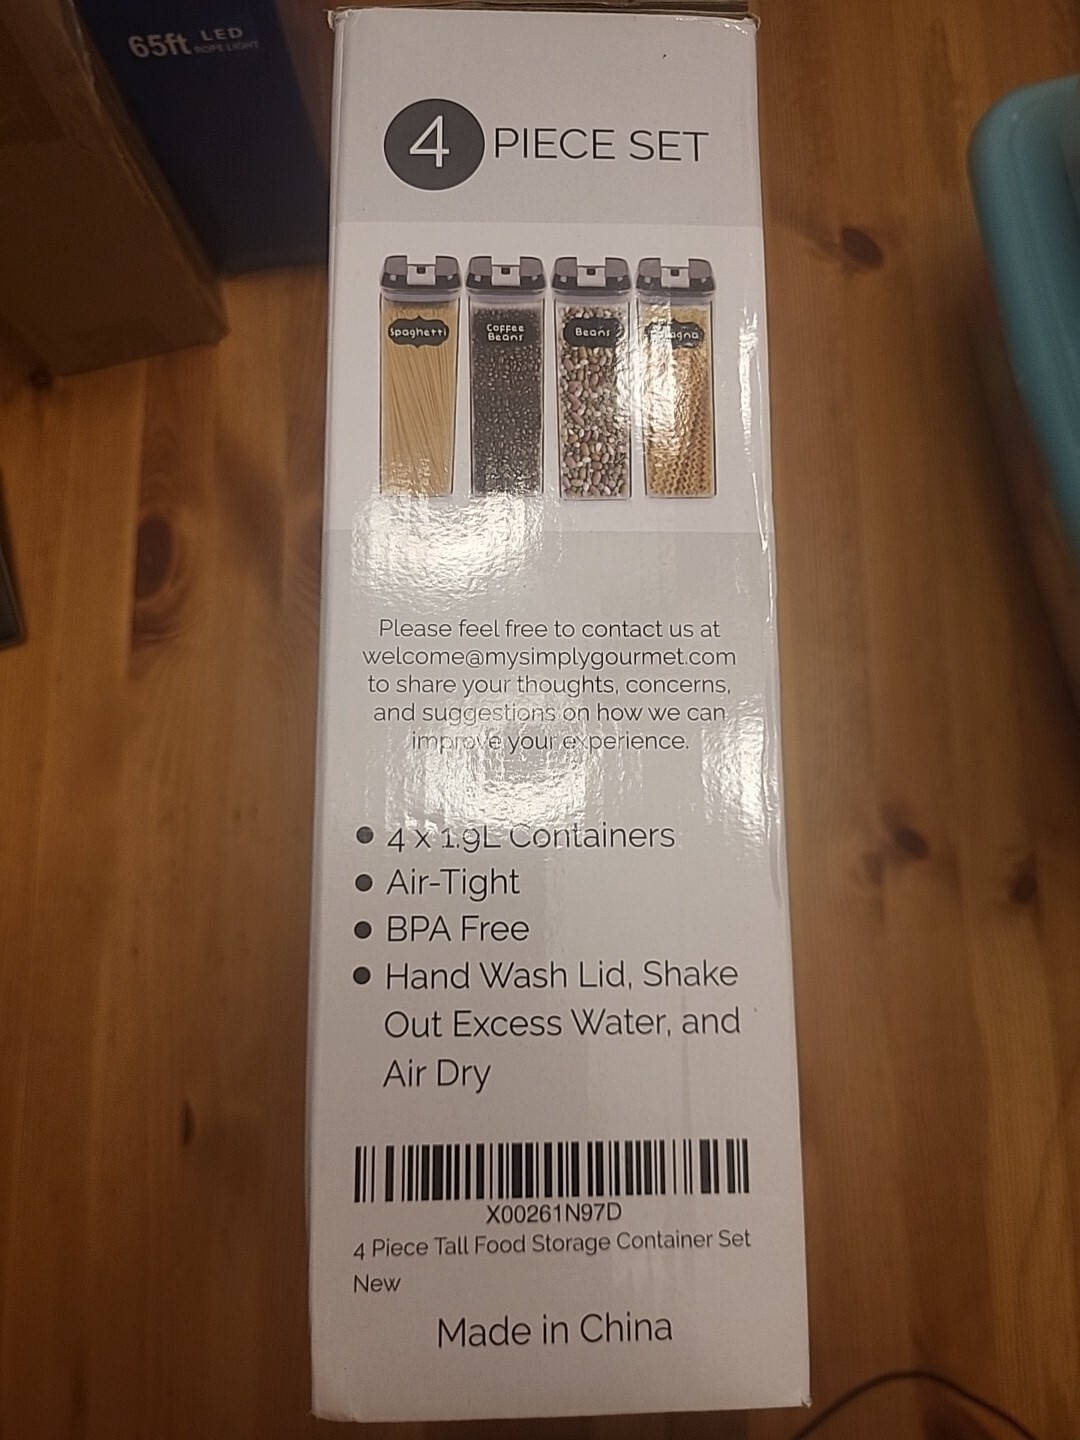 65ft LED
ROPE LIGHT
4 PIECE SET
Spaghetti
Coffee
Beans
Beans
Please feel free to contact us at
welcome@mysimplygourmet.com
to share your thoughts, concerns,
and suggestions on how we can
improve your experience.
● 4 x 1.9L Containers
● Air-Tight
● BPA Free
● Hand Wash Lid, Shake
Out Excess Water, and
Air Dry
X00261N97D
4 Piece Tall Food Storage Container Set
New
Made in China